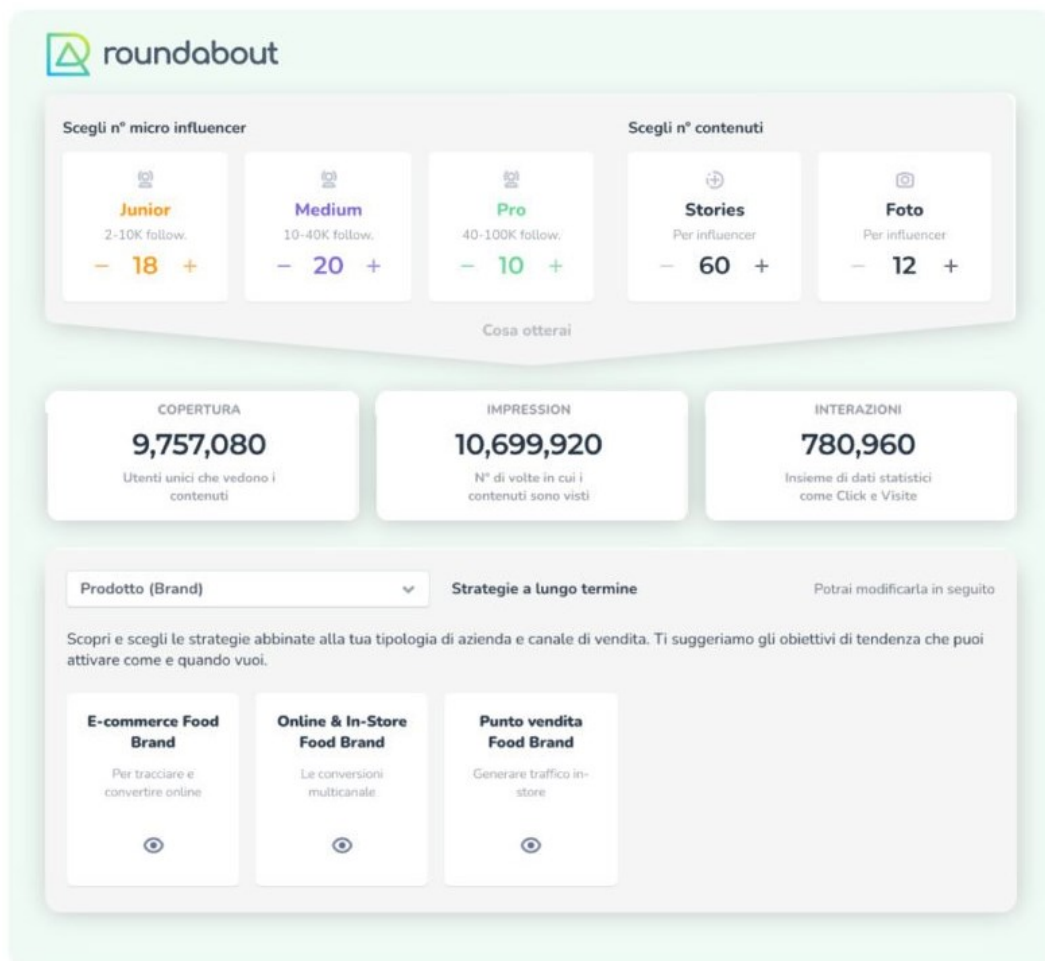 roundabout
Scegli n° micro influencer
Scegli n° contenuti
Junior
2-10K follow.
− 18 +
Medium
10-40K follow.
− 20 +
Pro
40-100K follow.
− 10 +
Stories
Per influencer
− 60 +
Foto
Per influencer
− 12 +
Cosa otterai
COPERTURA
9,757,080
Utenti unici che vedono i
contenuti
IMPRESSION
10,699,920
N° di volte in cui i
contenuti sono visti
INTERAZIONI
780,960
Insieme di dati statistici
come Click e Visite
Prodotto (Brand)
Strategie a lungo termine
Potrai modificarla in seguito
Scopri e scegli le strategie abbinate alla tua tipologia di azienda e canale di vendita. Ti suggeriamo gli obiettivi di tendenza che puoi
attivare come e quando vuoi.
E-commerce Food
Brand
Per tracciare e
convertire online
Online & In-Store
Food Brand
Le conversioni
multicanale
Punto vendita
Food Brand
Generare traffico in-
store